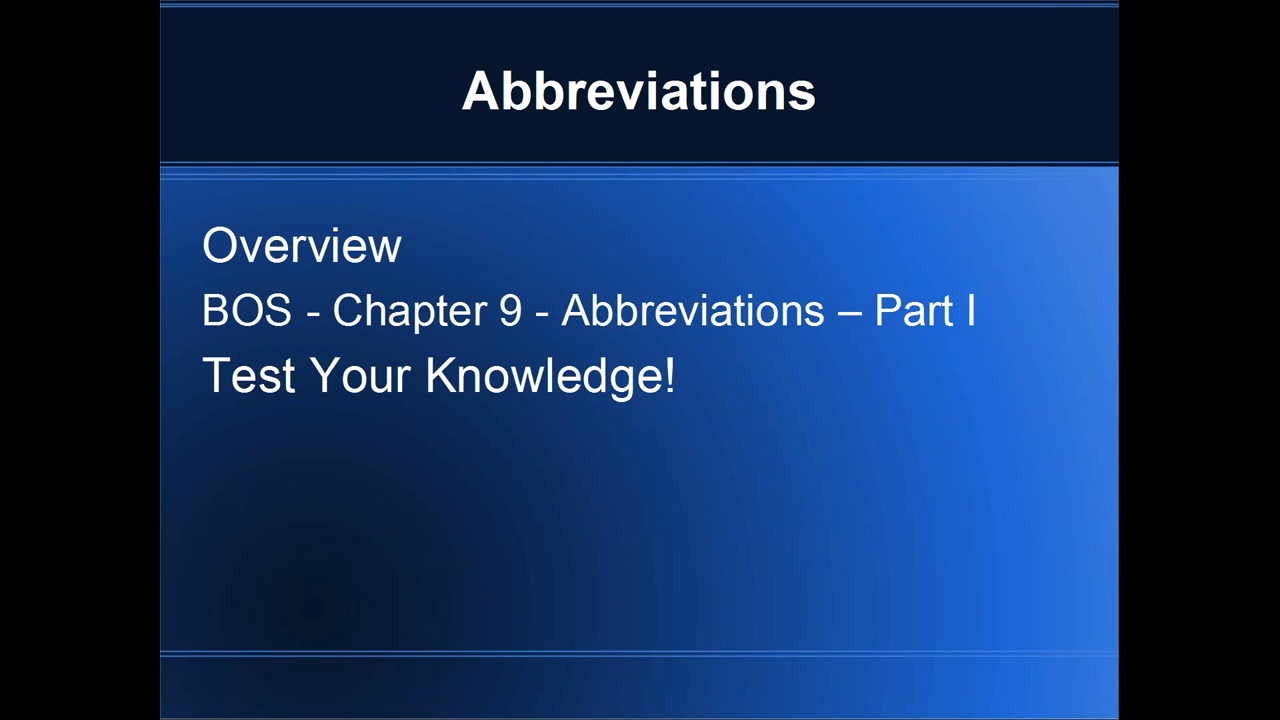 Abbreviations
Overview
BOS - Chapter 9 - Abbreviations – Part I
Test Your Knowledge!